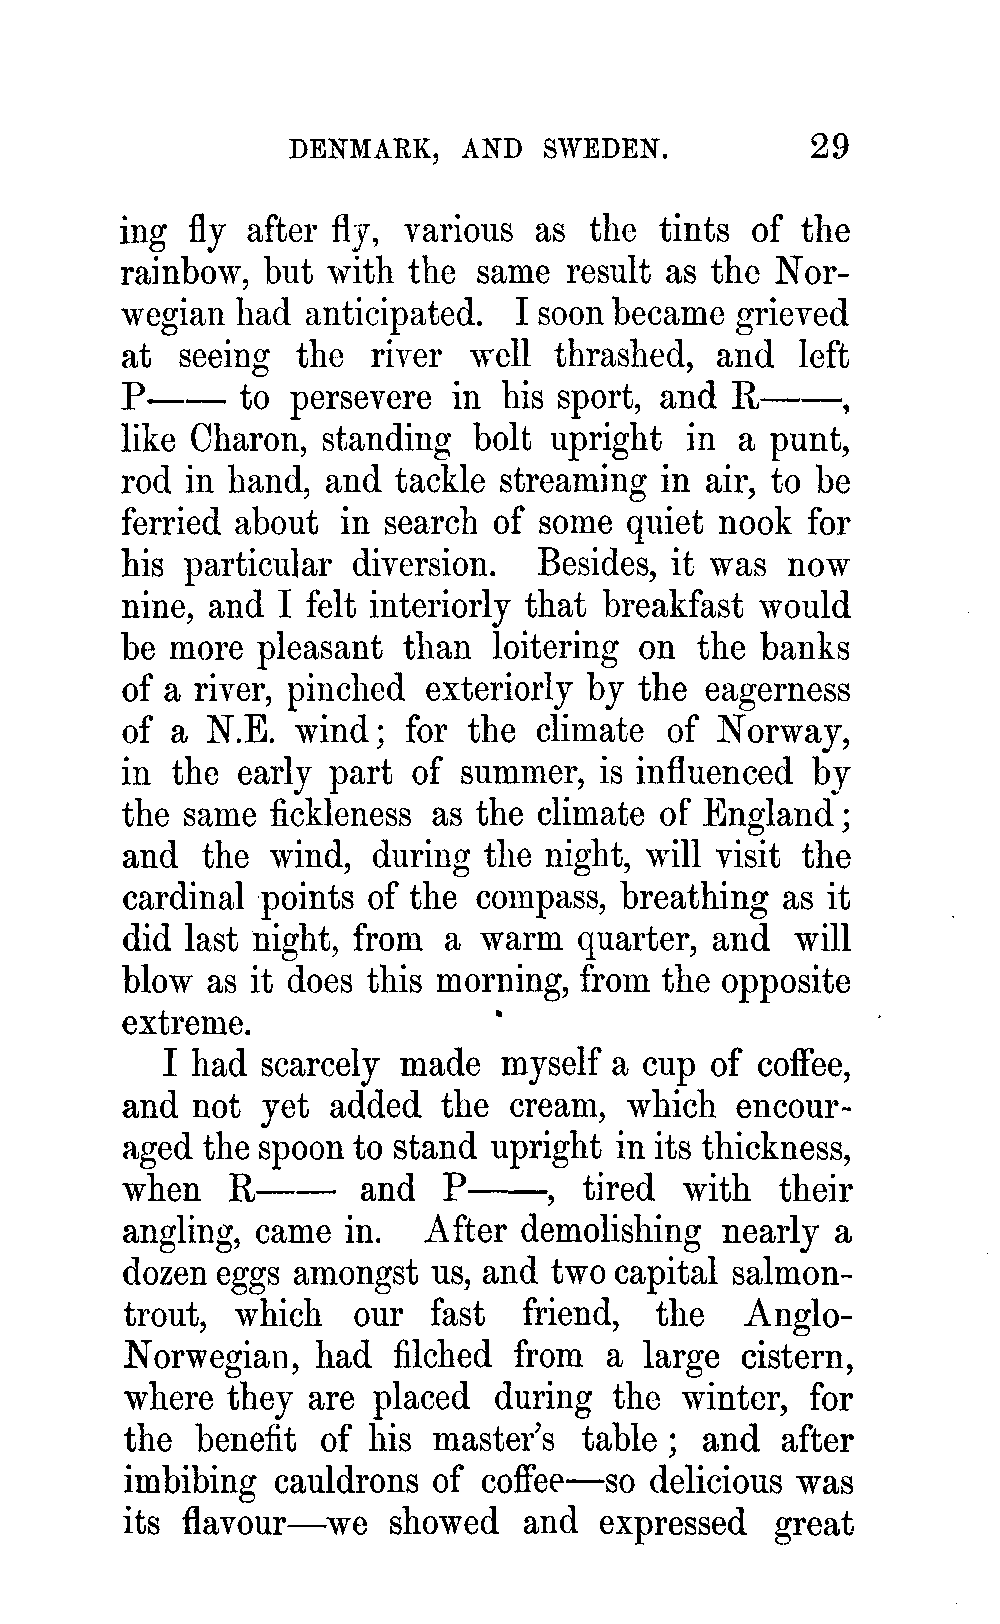 DENMARK, AND SWEDEN. 29
ing fly after fly, various as the tints of the
rainbow, but with the same result as the Nor-
wegian had anticipated. I soon became grieved
at seeing the river well thrashed, and left
P—— to persevere in his sport, and R——,
like Charon, standing bolt upright in a punt,
rod in hand, and tackle streaming in air, to be
ferried about in search of some quiet nook for
his particular diversion. Besides, it was now
nine, and I felt interiorly that breakfast would
be more pleasant than loitering on the banks
of a river, pinched exteriorly by the eagerness
of a N.E. wind; for the climate of Norway,
in the early part of summer, is influenced by
the same fickleness as the climate of England;
and the wind, during the night, will visit the
cardinal points of the compass, breathing as it
did last night, from a warm quarter, and will
blow as it does this morning, from the opposite
extreme.
I had scarcely made myself a cup of coffee,
and not yet added the cream, which encour-
aged the spoon to stand upright in its thickness,
when R—— and P——, tired with their
angling, came in. After demolishing nearly a
dozen eggs amongst us, and two capital salmon-
trout, which our fast friend, the Anglo-
Norwegian, had filched from a large cistern,
where they are placed during the winter, for
the benefit of his master's table; and after
imbibing cauldrons of coffee—so delicious was
its flavour—we showed and expressed great